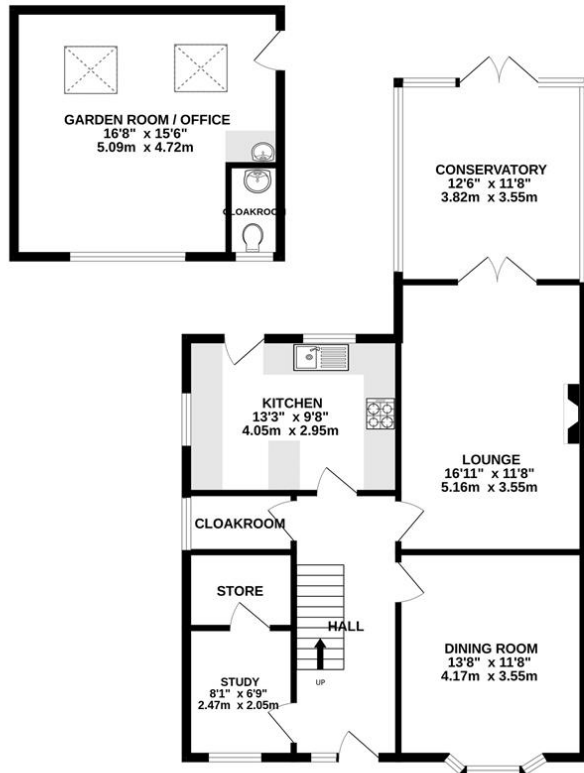 GARDEN ROOM / OFFICE
16'8" x 15'6"
5.09m x 4.72m
CLOAKROOM
CONSERVATORY
12'6" x 11'8"
3.82m x 3.55m
KITCHEN
13'3" x 9'8"
4.05m x 2.95m
LOUNGE
16'11" x 11'8"
5.16m x 3.55m
CLOAKROOM
STORE
HALL
UP
STUDY
8'1" x 6'9"
2.47m x 2.05m
DINING ROOM
13'8" x 11'8"
4.17m x 3.55m